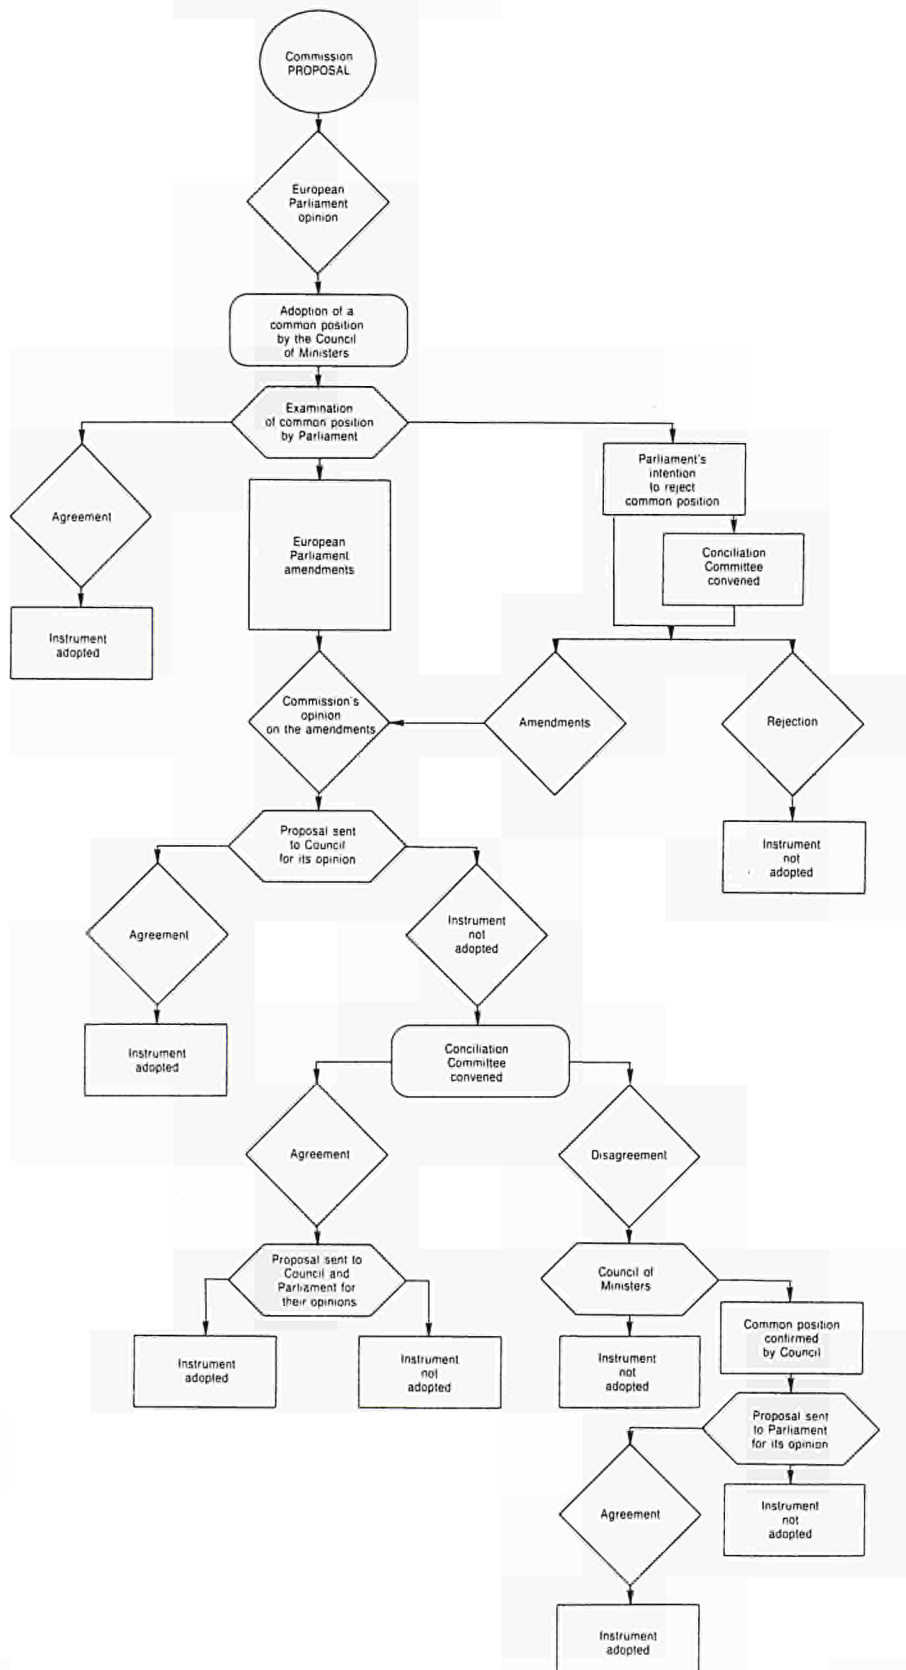 Commission
PROPOSAL
European
Parliament
opinion
Adoption of a
common position
by the Council
of Ministers
Examination
of common position
by Parliament
Agreement
Instrument
adopted
European
Parliament
amendments
Parliament's
intention
to reject
common position
Conciliation
Committee
convened
Commission's
opinion
on the amendments
Amendments
Rejection
Instrument
not
adopted
Proposal sent
to Council
for its opinion
Agreement
Instrument
adopted
Instrument
not
adopted
Conciliation
Committee
convened
Agreement
Disagreement
Proposal sent to
Council and
Parliament for
their opinions
Instrument
adopted
Instrument
not
adopted
Council of
Ministers
Instrument
not
adopted
Common position
confirmed
by Council
Proposal sent
to Parliament
for its opinion
Agreement
Instrument
not
adopted
Instrument
adopted